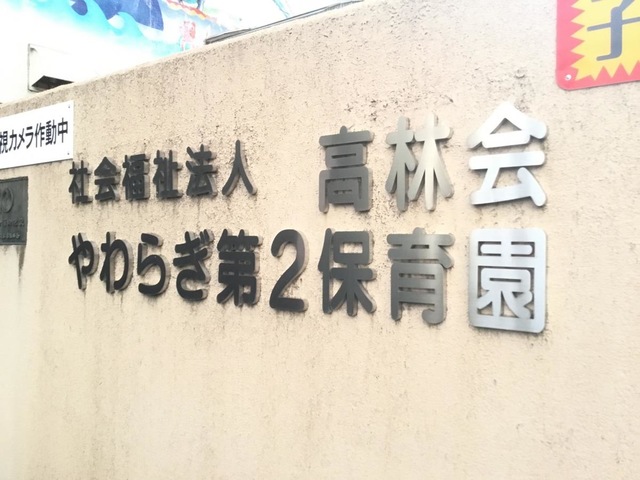 視カメラ作動中
社会福祉法人 高林会
やわらぎ第2保育園
子